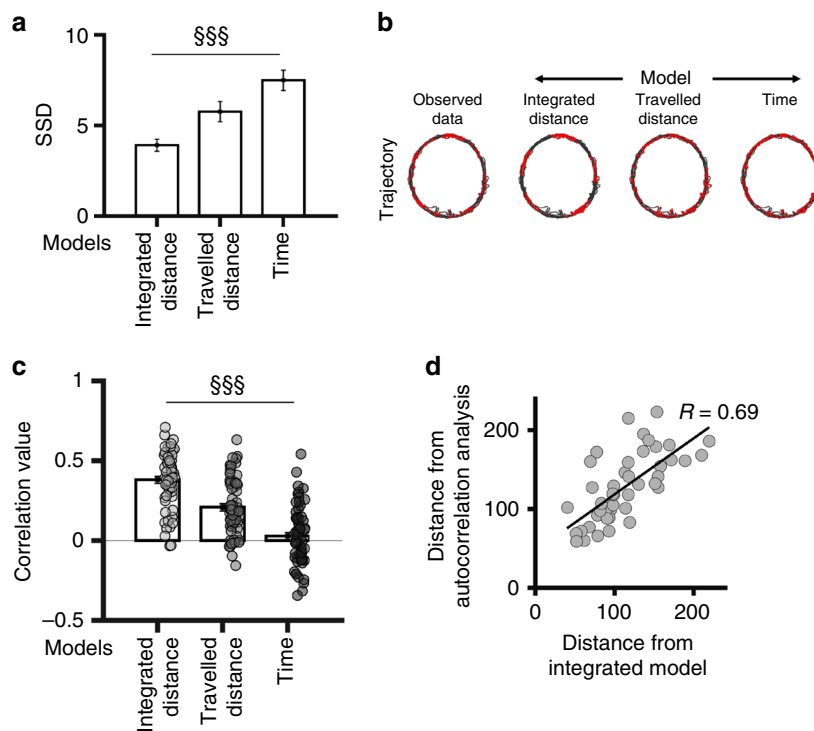 a
10
5
0
SSD
§§§
Models
Integrated
distance
Travelled
distance
Time
b
Model
Observed
data
Integrated
distance
Travelled
distance
Time
Trajectory
c
1
0.5
0
–0.5
Correlation value
§§§
Models
Integrated
distance
Travelled
distance
Time
d
R = 0.69
200
100
0
Distance from
autocorrelation analysis
0
100
200
Distance from
integrated model